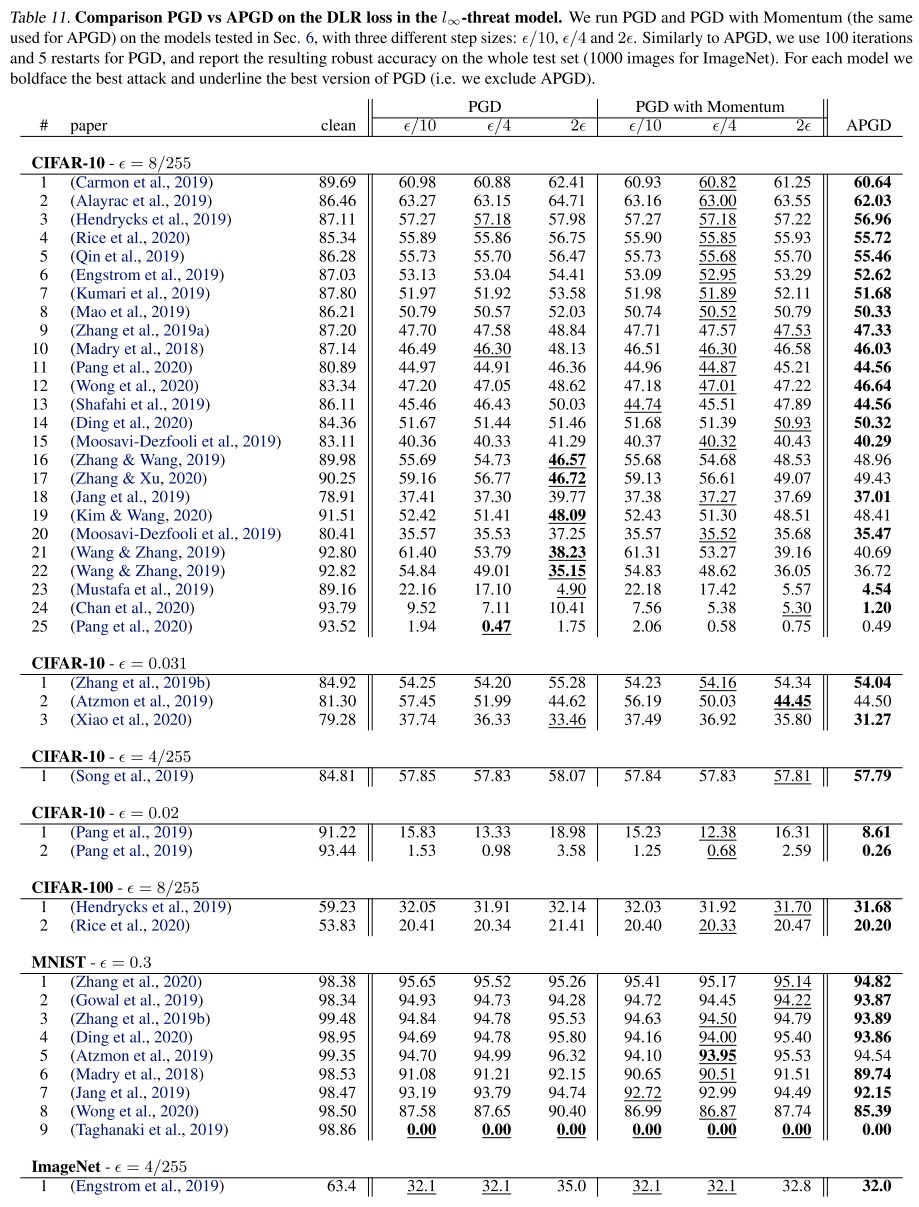 Table 11. Comparison PGD vs APGD on the DLR loss in the l∞-threat model. We run PGD and PGD with Momentum (the same
used for APGD) on the models tested in Sec. 6, with three different step sizes: ϵ/10, ϵ/4 and 2ϵ. Similarly to APGD, we use 100 iterations
and 5 restarts for PGD, and report the resulting robust accuracy on the whole test set (1000 images for ImageNet). For each model we
boldface the best attack and underline the best version of PGD (i.e. we exclude APGD).
PGD PGD with Momentum
# paper clean ϵ/10 ϵ/4 2ϵ ϵ/10 ϵ/4 2ϵ APGD
CIFAR-10 - ϵ = 8/255
1 (Carmon et al., 2019) 89.69 60.98 60.88 62.41 60.93 60.82 61.25 60.64
2 (Alayrac et al., 2019) 86.46 63.27 63.15 64.71 63.16 63.00 63.55 62.03
3 (Hendrycks et al., 2019) 87.11 57.27 57.18 57.98 57.27 57.18 57.22 56.96
4 (Rice et al., 2020) 85.34 55.89 55.86 56.75 55.90 55.85 55.93 55.72
5 (Qin et al., 2019) 86.28 55.73 55.70 56.47 55.73 55.68 55.70 55.46
6 (Engstrom et al., 2019) 87.03 53.13 53.04 54.41 53.09 52.95 53.29 52.62
7 (Kumari et al., 2019) 87.80 51.97 51.92 53.58 51.98 51.89 52.11 51.68
8 (Mao et al., 2019) 86.21 50.79 50.57 52.03 50.74 50.52 50.79 50.33
9 (Zhang et al., 2019a) 87.20 47.70 47.58 48.84 47.71 47.57 47.53 47.33
10 (Madry et al., 2018) 87.14 46.49 46.30 48.13 46.51 46.30 46.58 46.03
11 (Pang et al., 2020) 80.89 44.97 44.91 46.36 44.96 44.87 45.21 44.56
12 (Wong et al., 2020) 83.34 47.20 47.05 48.62 47.18 47.01 47.22 46.64
13 (Shafahi et al., 2019) 86.11 45.46 46.43 50.03 44.74 45.51 47.89 44.56
14 (Ding et al., 2020) 84.36 51.67 51.44 51.46 51.68 51.39 50.93 50.32
15 (Moosavi-Dezfooli et al., 2019) 83.11 40.36 40.33 41.29 40.37 40.32 40.43 40.29
16 (Zhang & Wang, 2019) 89.98 55.69 54.73 46.57 55.68 54.68 48.53 48.96
17 (Zhang & Xu, 2020) 90.25 59.16 56.77 46.72 59.13 56.61 49.07 49.43
18 (Jang et al., 2019) 78.91 37.41 37.30 39.77 37.38 37.27 37.69 37.01
19 (Kim & Wang, 2020) 91.51 52.42 51.41 48.09 52.43 51.30 48.51 48.41
20 (Moosavi-Dezfooli et al., 2019) 80.41 35.57 35.53 37.25 35.57 35.52 35.68 35.47
21 (Wang & Zhang, 2019) 92.80 61.40 53.79 38.23 61.31 53.27 39.16 40.69
22 (Wang & Zhang, 2019) 92.82 54.84 49.01 35.15 54.83 48.62 36.05 36.72
23 (Mustafa et al., 2019) 89.16 22.16 17.10 4.90 22.18 17.42 5.57 4.54
24 (Chan et al., 2020) 93.79 9.52 7.11 10.41 7.56 5.38 5.30 1.20
25 (Pang et al., 2020) 93.52 1.94 0.47 1.75 2.06 0.58 0.75 0.49
CIFAR-10 - ϵ = 0.031
1 (Zhang et al., 2019b) 84.92 54.25 54.20 55.28 54.23 54.16 54.34 54.04
2 (Atzmon et al., 2019) 81.30 57.45 51.99 44.62 56.19 50.03 44.45 44.50
3 (Xiao et al., 2020) 79.28 37.74 36.33 33.46 37.49 36.92 35.80 31.27
CIFAR-10 - ϵ = 4/255
1 (Song et al., 2019) 84.81 57.85 57.83 58.07 57.84 57.83 57.81 57.79
CIFAR-10 - ϵ = 0.02
1 (Pang et al., 2019) 91.22 15.83 13.33 18.98 15.23 12.38 16.31 8.61
2 (Pang et al., 2019) 93.44 1.53 0.98 3.58 1.25 0.68 2.59 0.26
CIFAR-100 - ϵ = 8/255
1 (Hendrycks et al., 2019) 59.23 32.05 31.91 32.14 32.03 31.92 31.70 31.68
2 (Rice et al., 2020) 53.83 20.41 20.34 21.41 20.40 20.33 20.47 20.20
MNIST - ϵ = 0.3
1 (Zhang et al., 2020) 98.38 95.65 95.52 95.26 95.41 95.17 95.14 94.82
2 (Gowal et al., 2019) 98.34 94.93 94.73 94.28 94.72 94.45 94.22 93.87
3 (Zhang et al., 2019b) 99.48 94.84 94.78 95.53 94.63 94.50 94.79 93.89
4 (Ding et al., 2020) 98.95 94.69 94.78 95.80 94.16 94.00 95.40 93.86
5 (Atzmon et al., 2019) 99.35 94.70 94.99 96.32 94.10 93.95 95.53 94.54
6 (Madry et al., 2018) 98.53 91.08 91.21 92.15 90.65 90.51 91.51 89.74
7 (Jang et al., 2019) 98.47 93.19 93.79 94.74 92.72 92.99 94.49 92.15
8 (Wong et al., 2020) 98.50 87.58 87.65 90.40 86.99 86.87 87.74 85.39
9 (Taghanaki et al., 2019) 98.86 0.00 0.00 0.00 0.00 0.00 0.00 0.00
ImageNet - ϵ = 4/255
1 (Engstrom et al., 2019) 63.4 32.1 32.1 35.0 32.1 32.1 32.8 32.0